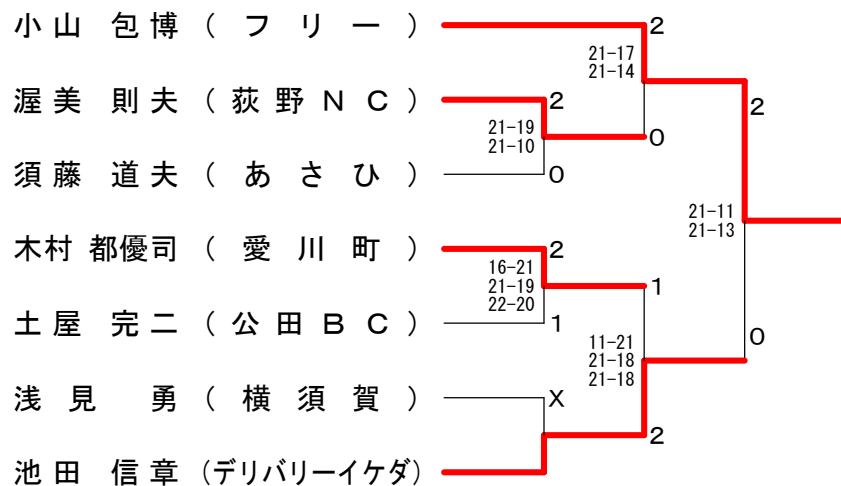 小山 包博 ( フリー ) 2
21-17
21-14
渥美 則夫 ( 荻野NC ) 2
2
21-19
21-10
0
須藤 道夫 ( あさひ ) 0
21-11
21-13
木村 都優司 ( 愛川町 ) 2
16-21
21-19
22-20
1
土屋 完二 ( 公田BC ) 1
11-21
21-18
21-18
0
浅見 勇 ( 横須賀 ) X
2
池田 信章 (デリバリーイケダ)